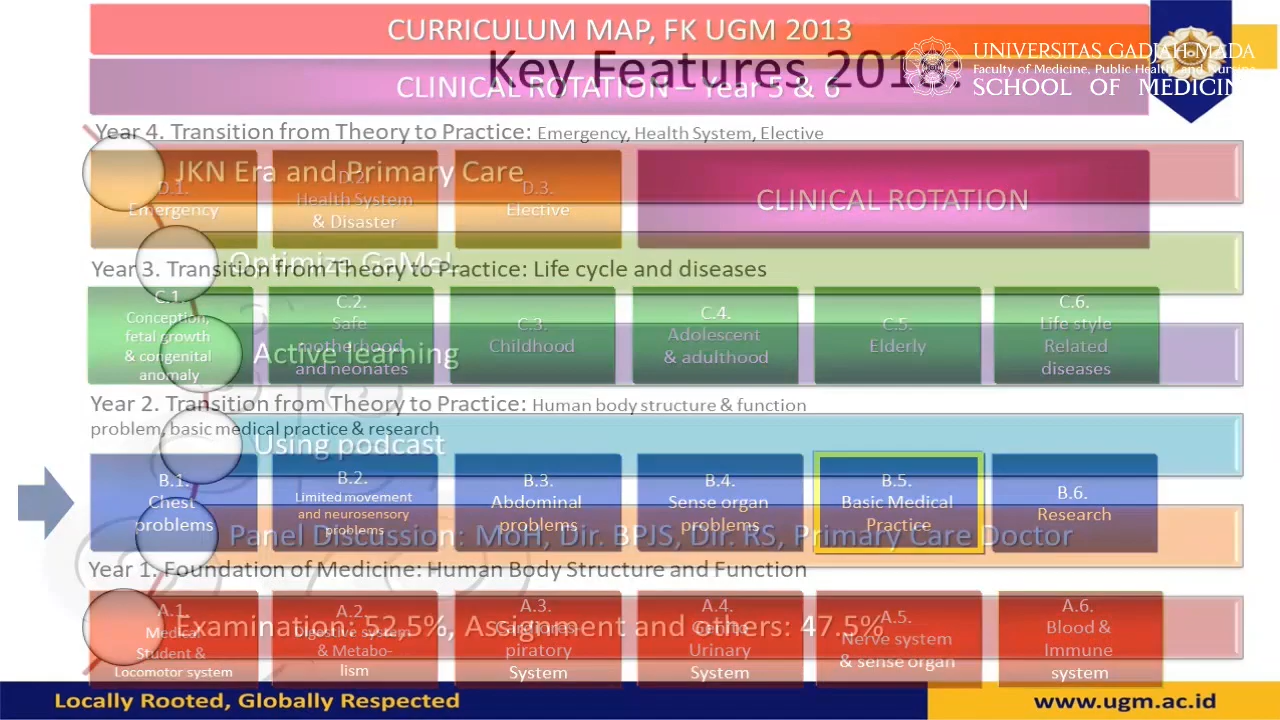 CURRICULUM MAP, FK UGM 2013
Key Features
CLINICAL ROTATION – Year 5 & 6
UNIVERSITAS GADJAH MADA
Faculty of Medicine, Public Health, and Nursing
SCHOOL OF MEDICINE
Year 4. Transition from Theory to Practice: Emergency, Health System, Elective
JKN Era and Primary Care
D.1.
Emergency
D.2.
Health System
& Disaster
D.3.
Elective
CLINICAL ROTATION
Optimize GaMel
Year 3. Transition from Theory to Practice: Life cycle and diseases
C.1.
Conception,
fetal growth
& congenital
anomaly
C.2.
Safe
motherhood
and neonates
C.3.
Childhood
C.4.
Adolescent
& adulthood
C.5.
Elderly
C.6.
Life style
Related
diseases
Active learning
Year 2. Transition from Theory to Practice: Human body structure & function
problem, basic medical practice & research
Using podcast
B.1.
Chest
problems
B.2.
Limited movement
and neurosensory
problems
B.3.
Abdominal
problems
B.4.
Sense organ
problems
B.5.
Basic Medical
Practice
B.6.
Research
Panel Discussion: MoH, Dir. BPJS, Dir. RS, Primary Care Doctor
Year 1. Foundation of Medicine: Human Body Structure and Function
A.1.
Medical
Student &
Locomotor system
A.2.
Digestive system
& Metabo-
lism
A.3.
Cardiores-
piratory
System
A.4.
Genito
Urinary
System
A.5.
Nerve system
& sense organ
A.6.
Blood &
Immune
system
Examination: 52.5%, Assignment and others: 47.5%
Locally Rooted, Globally Respected
www.ugm.ac.id